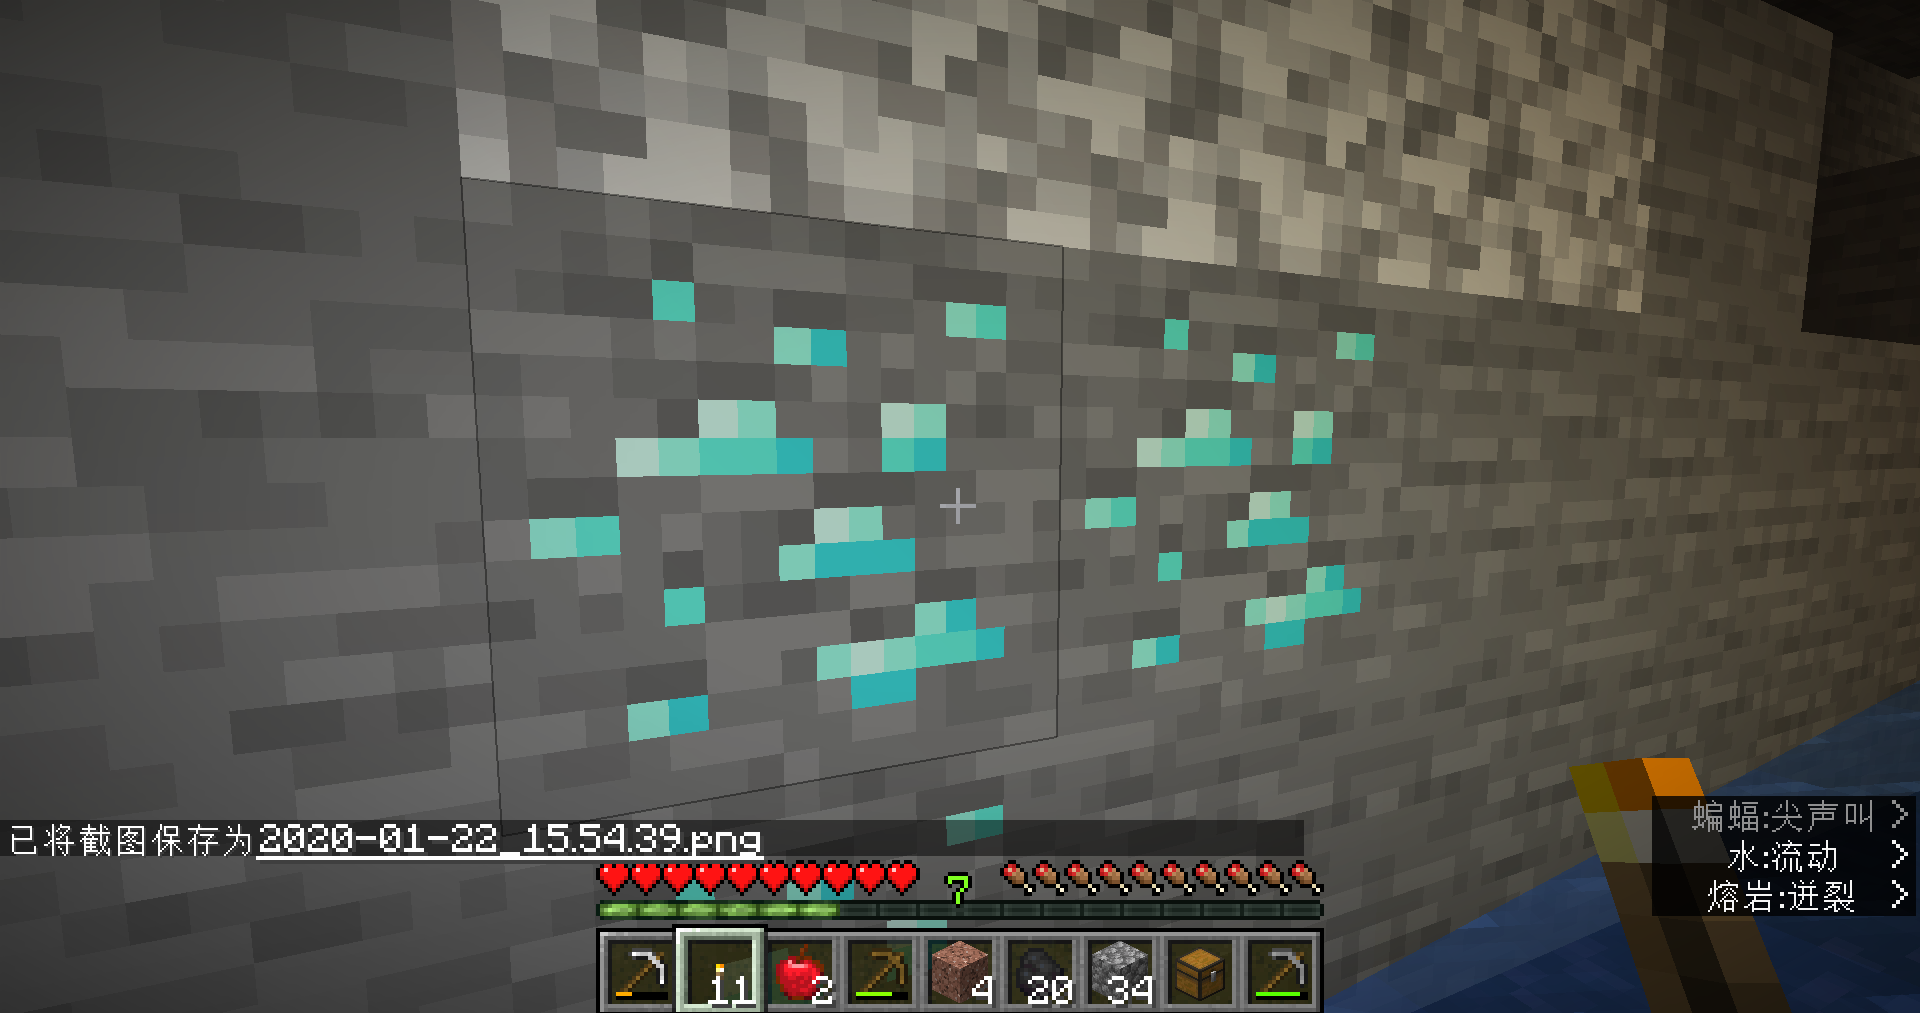 蝙蝠:尖声叫 >
已将截图保存为2020-01-22_15.54.39.png
水:流动 >
熔岩:迸裂 >
7
11 2 4 20 34